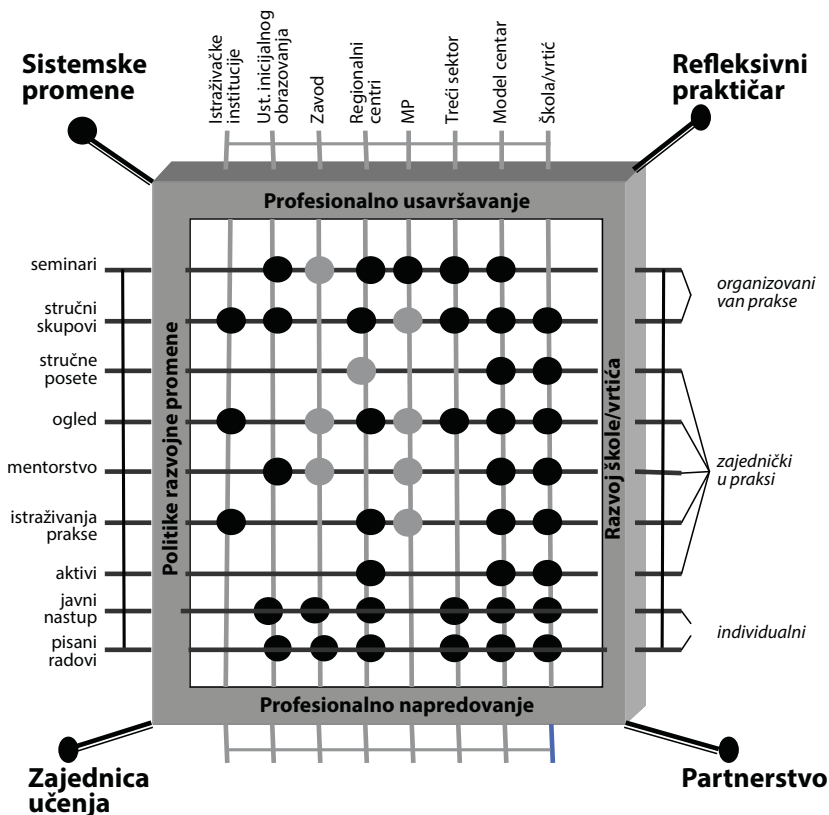 Sistemske
promene
Refleksivni
praktičar
Istraživačke
institucije
Ust. inicijalnog
obrazovanja
Zavod
Regionalni
centri
MP
Treći sektor
Model centar
Škola/vrtić
Profesionalno usavršavanje
seminari
stručni
skupovi
stručne
posete
ogled
mentorstvo
istraživanja
prakse
aktivi
javni
nastup
pisani
radovi
Politike razvojne promene
Razvoj škole/vrtića
organizovani
van prakse
zajednički
u praksi
individualni
Profesionalno napredovanje
Zajednica
učenja
Partnerstvo